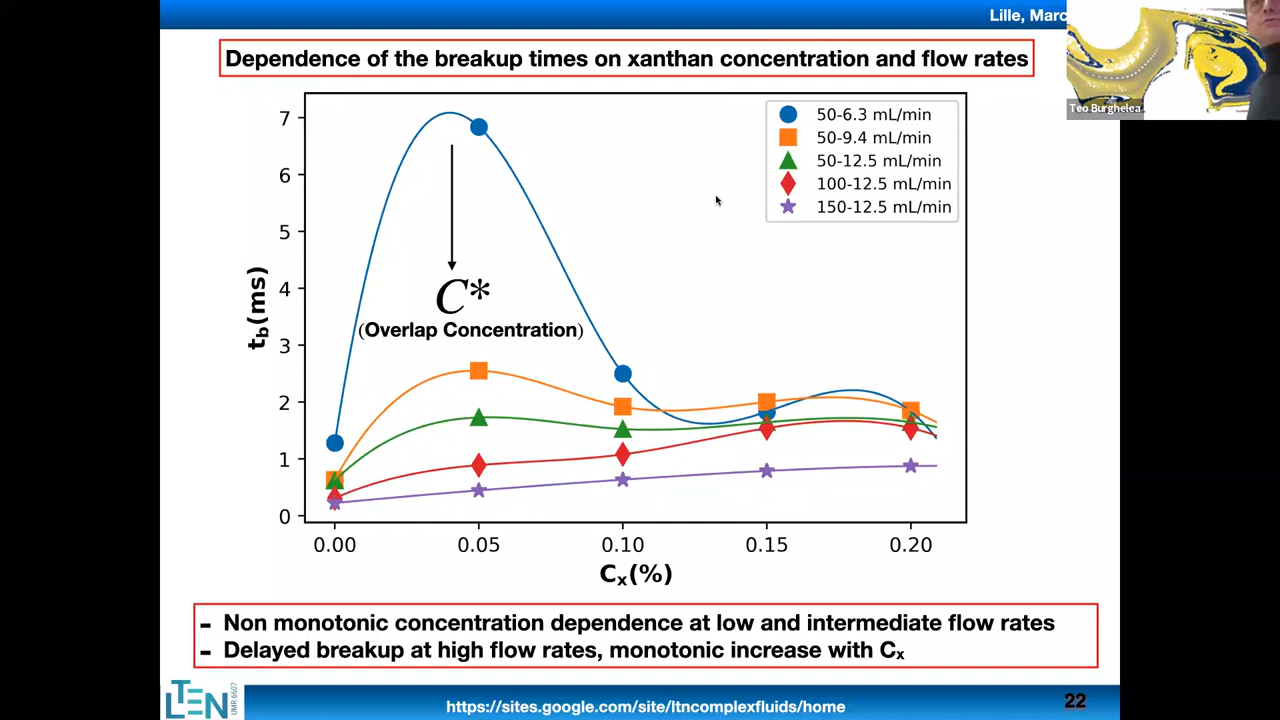 Lille, Marc
Teo Burghelea
Dependence of the breakup times on xanthan concentration and flow rates
50-6.3 mL/min
50-9.4 mL/min
50-12.5 mL/min
100-12.5 mL/min
150-12.5 mL/min
7
6
5
4
3
2
1
0
tb(ms)
C*
(Overlap Concentration)
0.00 0.05 0.10 0.15 0.20
Cx(%)
- Non monotonic concentration dependence at low and intermediate flow rates
- Delayed breakup at high flow rates, monotonic increase with Cx
LTEN
UMR 6607
https://sites.google.com/site/ltncomplexfluids/home
22